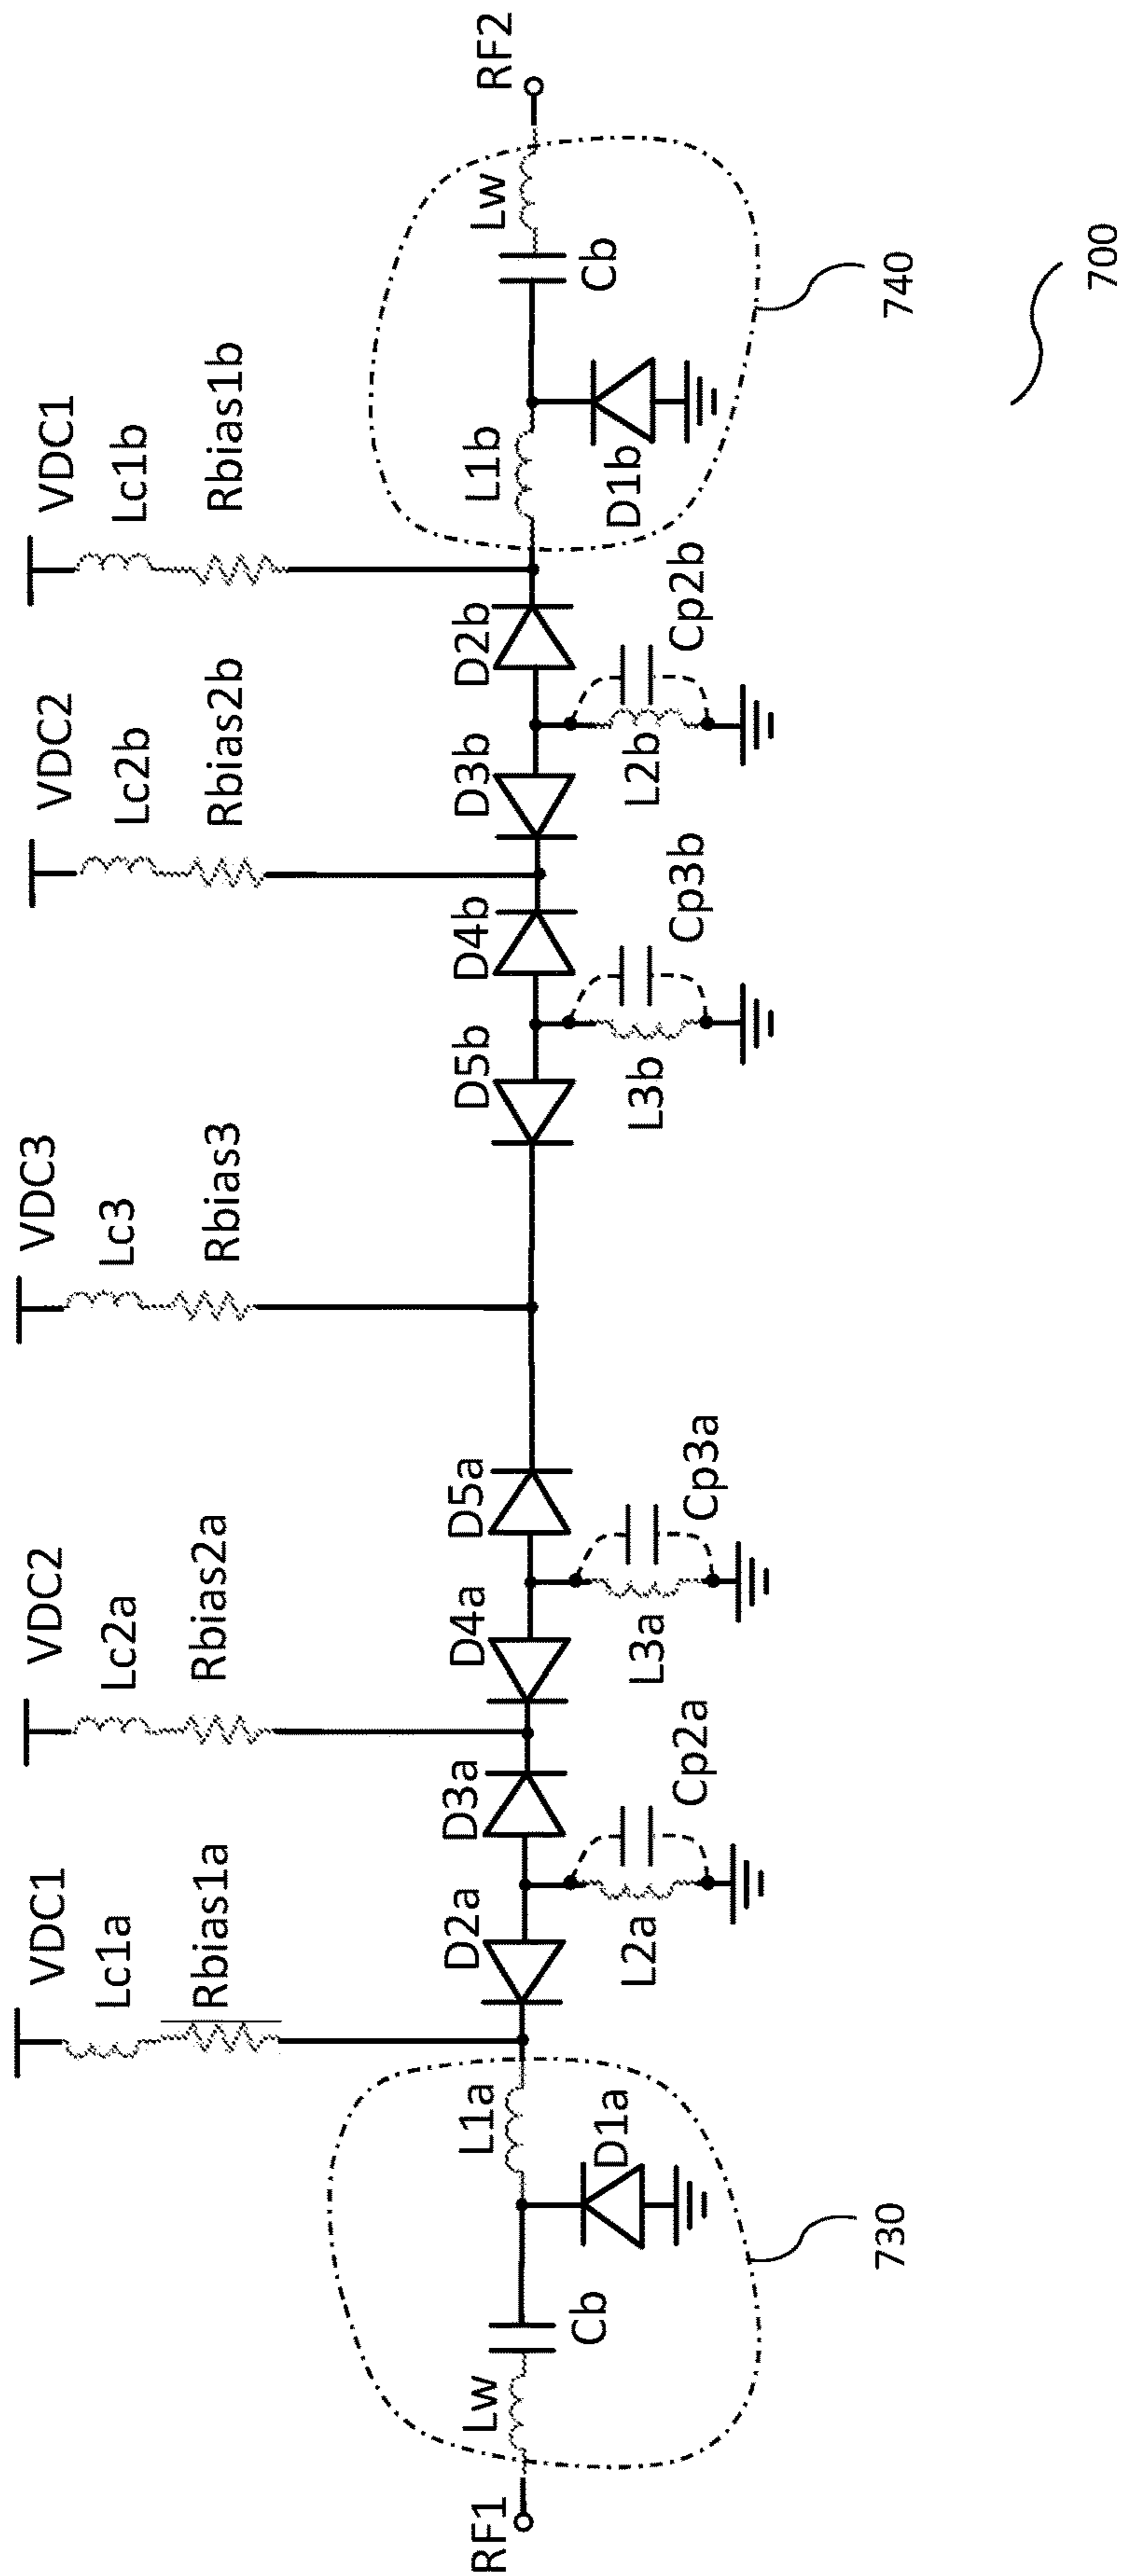 VDC1
VDC2
VDC3
VDC2
VDC1
Lc1a
Lc2a
Lc3
Lc2b
Lc1b
Rbias1a
Rbias2a
Rbias3
Rbias2b
Rbias1b
RF1
Lw
L1a
D2a
D3a
D4a
D5a
D5b
D4b
D3b
D2b
L1b
Lw
RF2
Cb
D1a
L2a
Cp2a
L3a
Cp3a
L3b
Cp3b
L2b
Cp2b
D1b
Cb
730
740
700